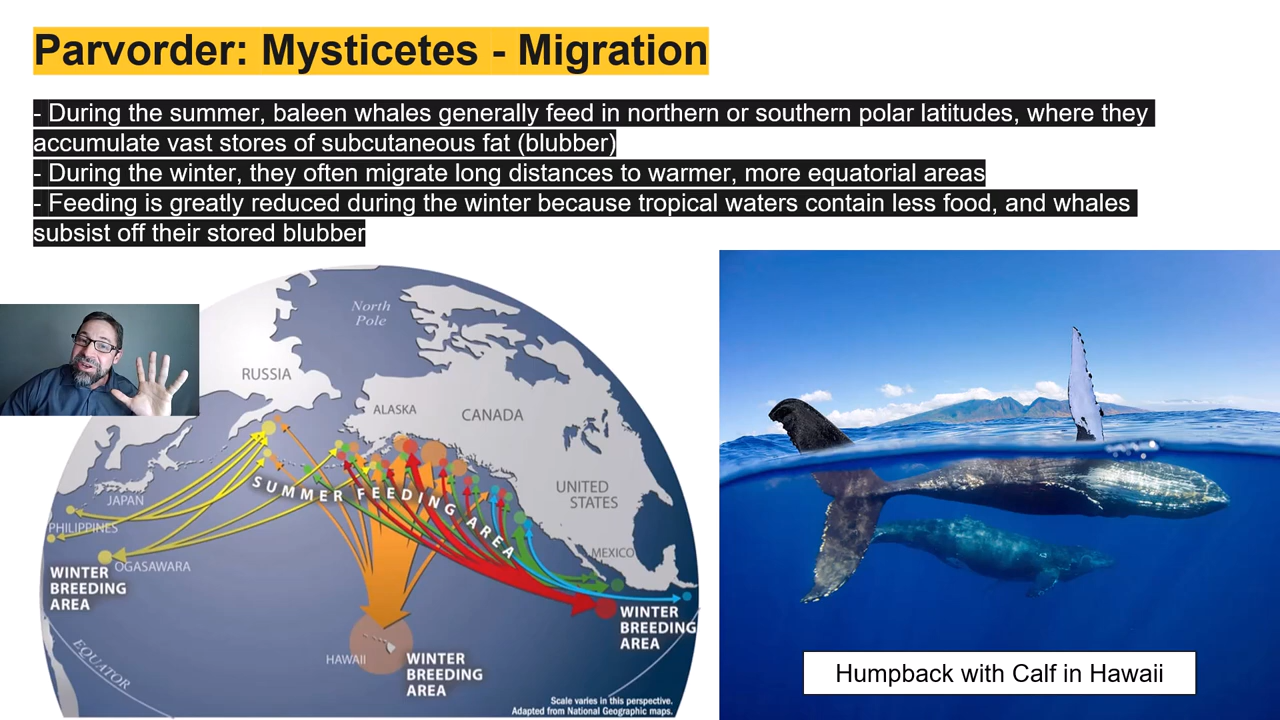 Parvorder: Mysticetes - Migration
- During the summer, baleen whales generally feed in northern or southern polar latitudes, where they
accumulate vast stores of subcutaneous fat (blubber)
- During the winter, they often migrate long distances to warmer, more equatorial areas
- Feeding is greatly reduced during the winter because tropical waters contain less food, and whales
subsist off their stored blubber
North
Pole
RUSSIA
ALASKA
CANADA
SUMMER FEEDING AREA
JAPAN
UNITED
STATES
PHILIPPINES
MEXICO
OGASAWARA
WINTER
BREEDING
AREA
WINTER
BREEDING
AREA
EQUATOR
HAWAII
WINTER
BREEDING
AREA
Scale varies in this perspective.
Adapted from National Geographic maps.
Humpback with Calf in Hawaii